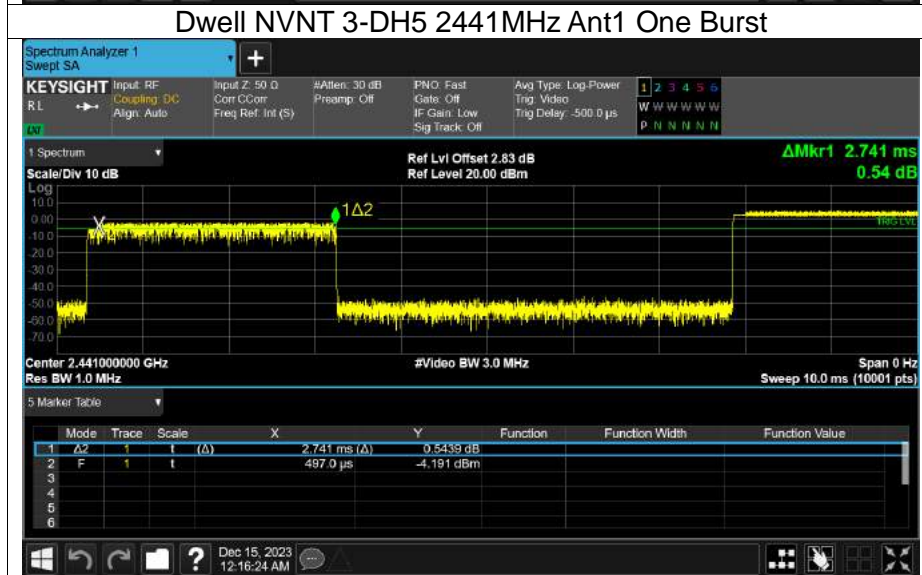 Dwell NVNT 3-DH5 2441MHz Ant1 One Burst
Spectrum Analyzer 1
Swept SA
+
KEYSIGHT Input: RF Input Z: 50 Ω #Atten: 30 dB PNO: Fast Avg Type: Log-Power 1 2 3 4 5 6
RL Coupling: DC Corr CCorr Preamp: Off Gate: Off Trig: Video W W W W W W
Align: Auto Freq Ref: Int (S) IF Gain: Low Trig Delay: -500.0 µs P N N N N N
LXI Sig Track: Off
1 Spectrum Ref Lvl Offset 2.83 dB ΔMkr1 2.741 ms
Scale/Div 10 dB Ref Level 20.00 dBm 0.54 dB
Log
10.0
1Δ2
0.00
TRIG LVL
-10.0
-20.0
-30.0
-40.0
-50.0
-60.0
-70.0
Center 2.441000000 GHz #Video BW 3.0 MHz Span 0 Hz
Res BW 1.0 MHz Sweep 10.0 ms (10001 pts)
5 Marker Table
Mode Trace Scale X Y Function Function Width Function Value
1 Δ2 1 t (Δ) 2.741 ms (Δ) 0.5439 dB
2 F 1 t 497.0 µs -4.191 dBm
3
4
5
6
? Dec 15, 2023
12:16:24 AM